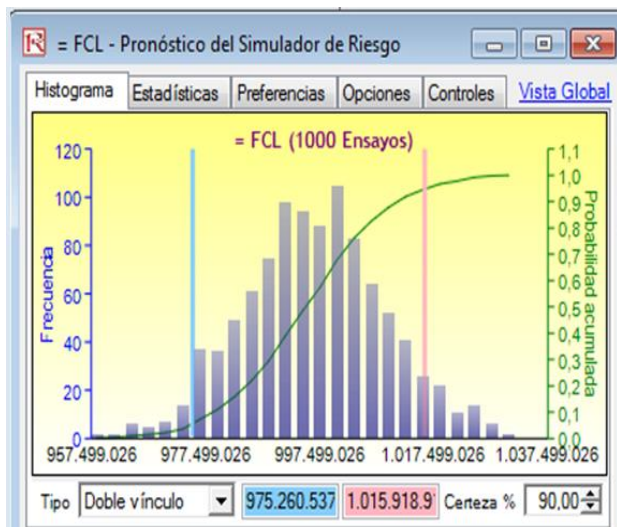 = FCL - Pronóstico del Simulador de Riesgo
Histograma Estadísticas Preferencias Opciones Controles Vista Global
= FCL (1000 Ensayos)
Frecuencia
120
100
80
60
40
20
0
1,1
1,0
0,9
0,8
0,7
0,6
0,5
0,4
0,3
0,2
0,1
0,0
Probabilidad acumulada
957.499.026 977.499.026 997.499.026 1.017.499.026 1.037.499.026
Tipo Doble vínculo 975.260.537 1.015.918.9 Certeza % 90,00